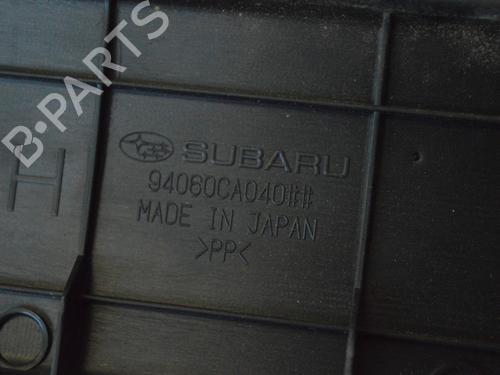 B·PARTS
SUBARU
94060CA040##
H
MADE IN JAPAN
>PP<